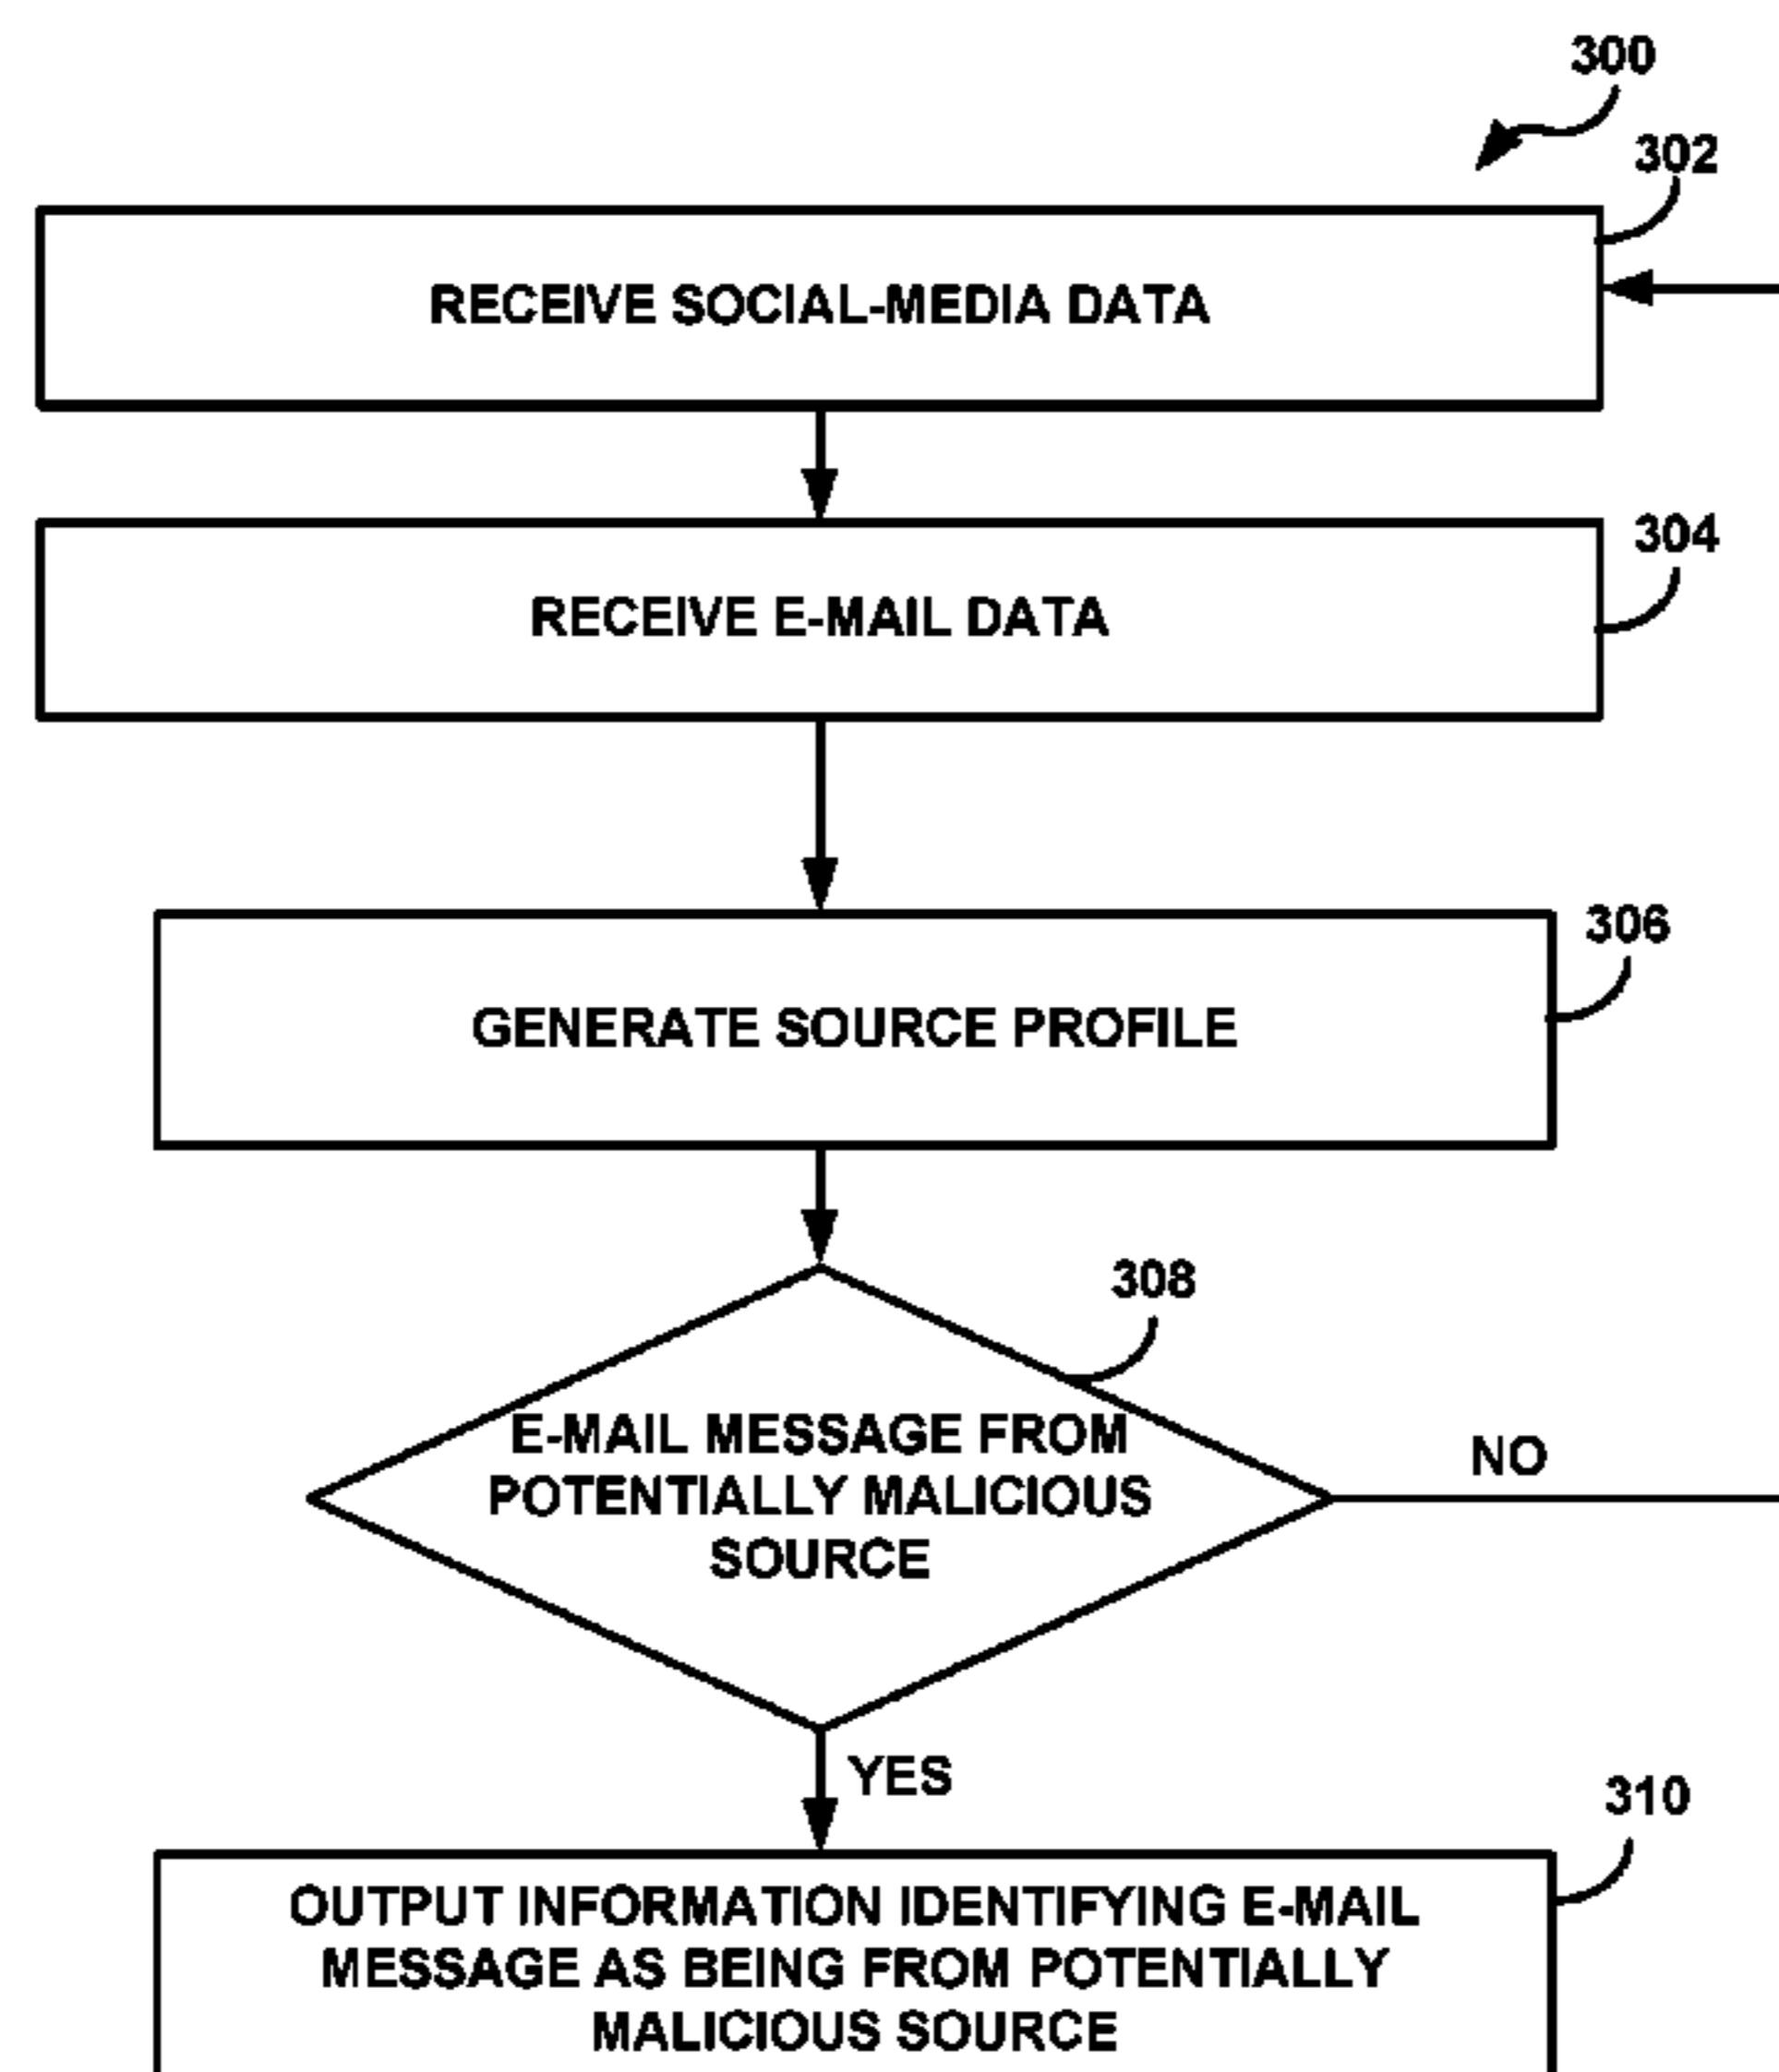 300
302
RECEIVE SOCIAL-MEDIA DATA
304
RECEIVE E-MAIL DATA
306
GENERATE SOURCE PROFILE
308
E-MAIL MESSAGE FROM
POTENTIALLY MALICIOUS
SOURCE
NO
YES
310
OUTPUT INFORMATION IDENTIFYING E-MAIL
MESSAGE AS BEING FROM POTENTIALLY
MALICIOUS SOURCE